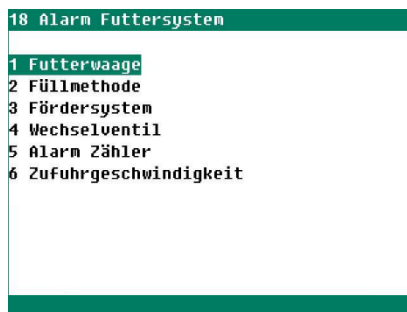 18 Alarm Futtersystem
1 Futterwaage
2 Füllmethode
3 Fördersystem
4 Wechselventil
5 Alarm Zähler
6 Zufuhrgeschwindigkeit